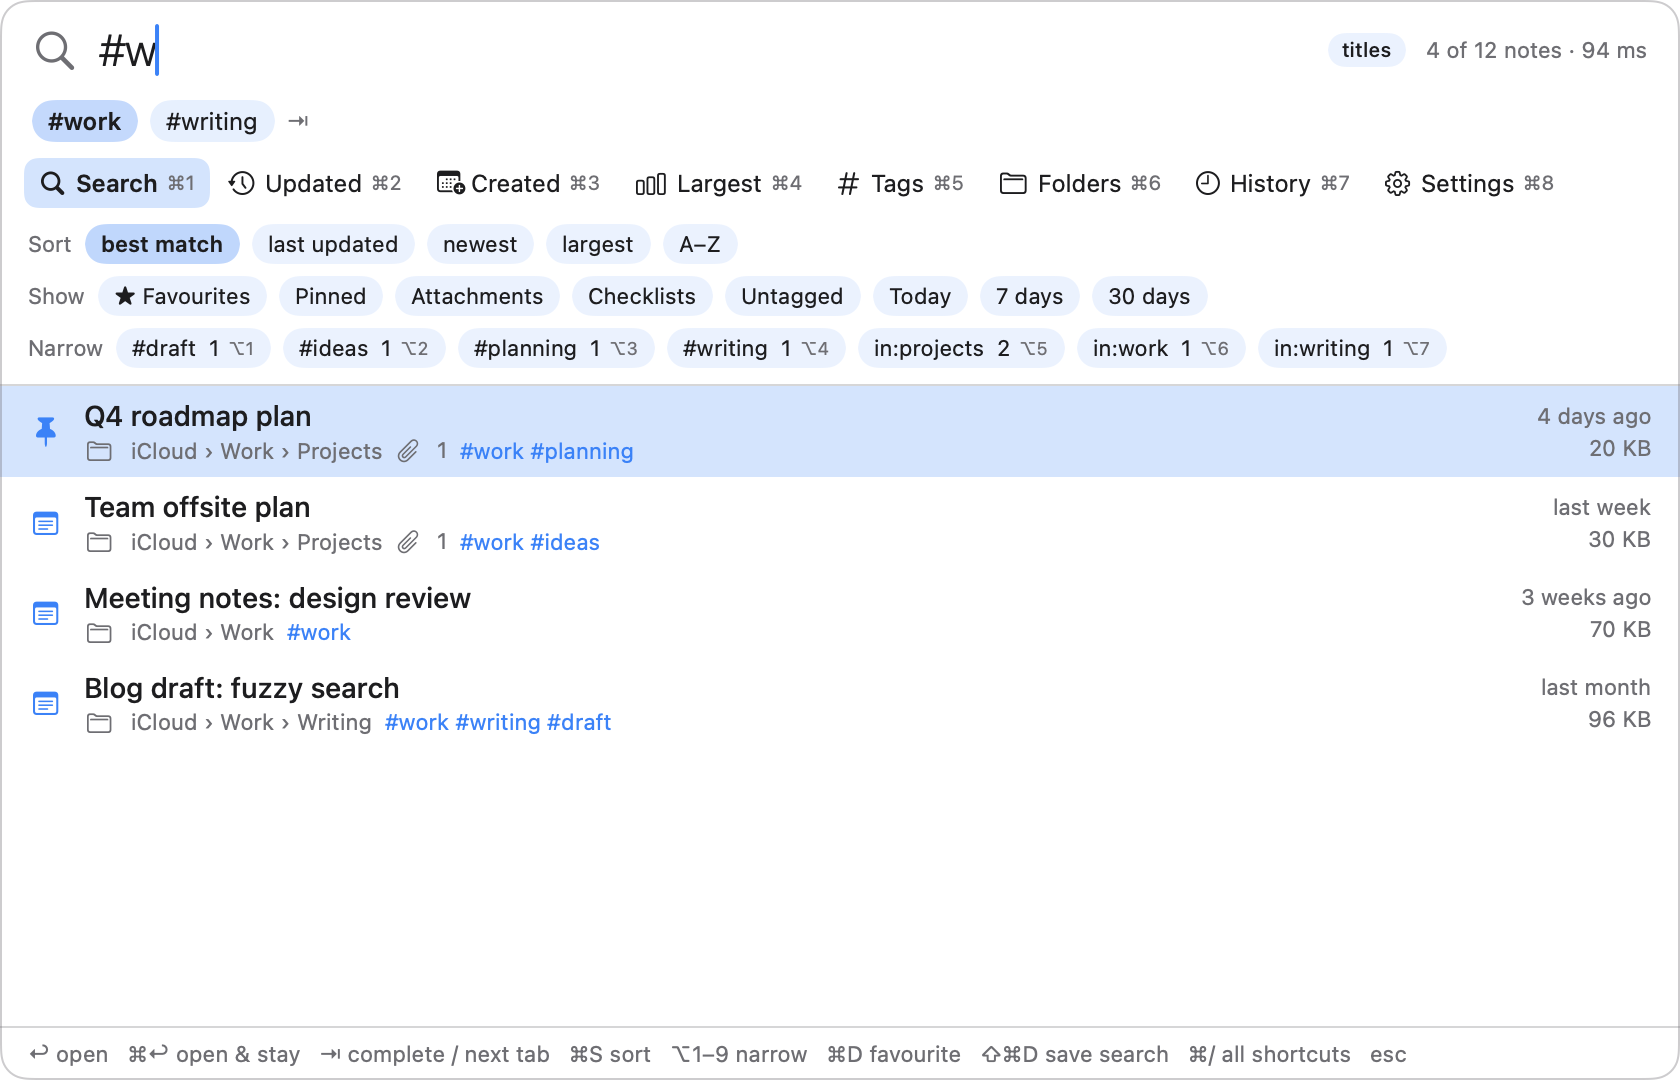 #w titles 4 of 12 notes · 94 ms
#work #writing ⇥
Search ⌘1 Updated ⌘2 Created ⌘3 Largest ⌘4 # Tags ⌘5 Folders ⌘6 History ⌘7 Settings ⌘8
Sort best match last updated newest largest A–Z
Show ★ Favourites Pinned Attachments Checklists Untagged Today 7 days 30 days
Narrow #draft 1 ⌥1 #ideas 1 ⌥2 #planning 1 ⌥3 #writing 1 ⌥4 in:projects 2 ⌥5 in:work 1 ⌥6 in:writing 1 ⌥7
Q4 roadmap plan 4 days ago
iCloud › Work › Projects 1 #work #planning 20 KB
Team offsite plan last week
iCloud › Work › Projects 1 #work #ideas 30 KB
Meeting notes: design review 3 weeks ago
iCloud › Work #work 70 KB
Blog draft: fuzzy search last month
iCloud › Work › Writing #work #writing #draft 96 KB
↩ open ⌘↩ open & stay ⇥ complete / next tab ⌘S sort ⌥1–9 narrow ⌘D favourite ⇧⌘D save search ⌘/ all shortcuts esc